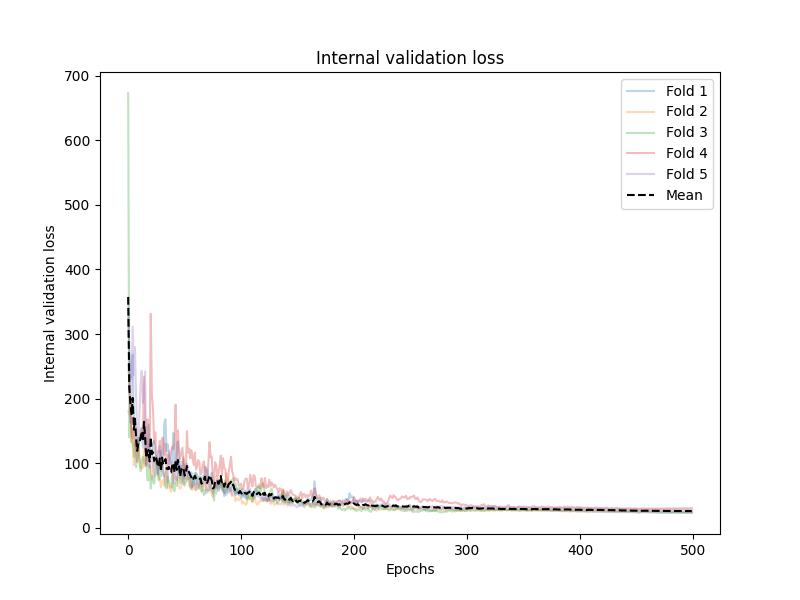 Internal validation loss
700
600
500
400
300
200
100
0
Internal validation loss
0
100
200
300
400
500
Epochs
Fold 1
Fold 2
Fold 3
Fold 4
Fold 5
Mean